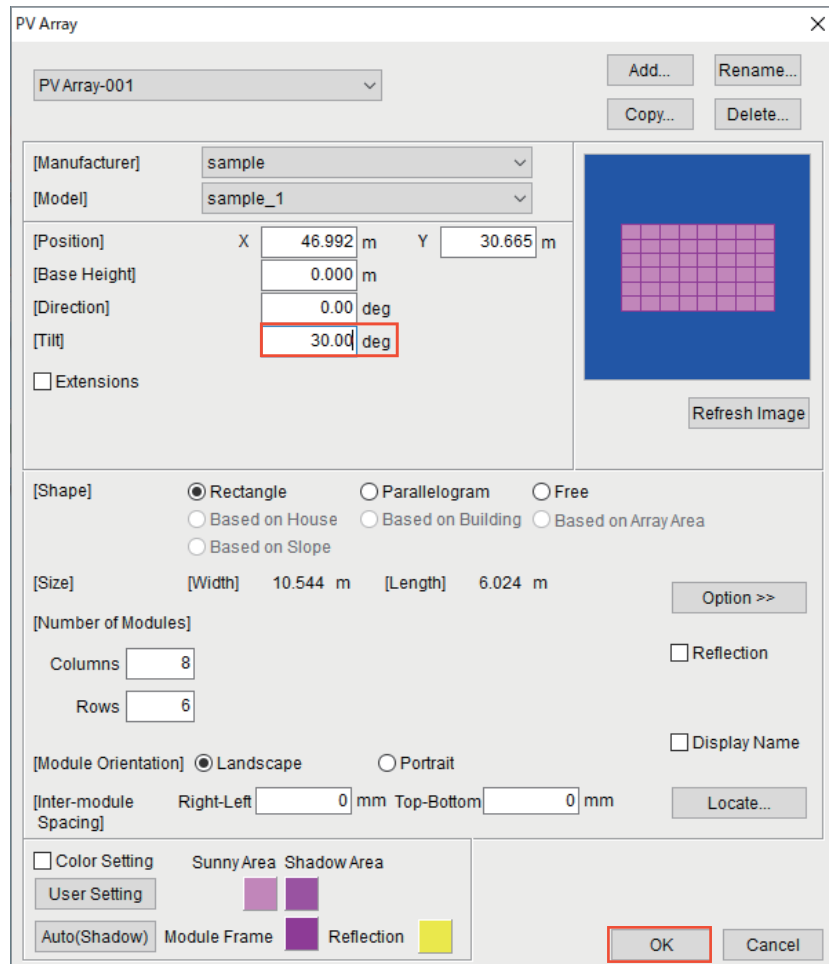 PV Array
PV Array-001
Add... Rename...
Copy... Delete...
[Manufacturer] sample
[Model] sample_1
[Position] X 46.992 m Y 30.665 m
[Base Height] 0.000 m
[Direction] 0.00 deg
[Tilt] 30.00 deg
Extensions
Refresh Image
[Shape] Rectangle Parallelogram Free
Based on House Based on Building Based on Array Area
Based on Slope
[Size] [Width] 10.544 m [Length] 6.024 m
Option >>
[Number of Modules]
Columns 8
Reflection
Rows 6
Display Name
[Module Orientation] Landscape Portrait
[Inter-module Spacing] Right-Left 0 mm Top-Bottom 0 mm
Locate...
Color Setting Sunny Area Shadow Area
User Setting
Auto(Shadow) Module Frame Reflection
OK Cancel